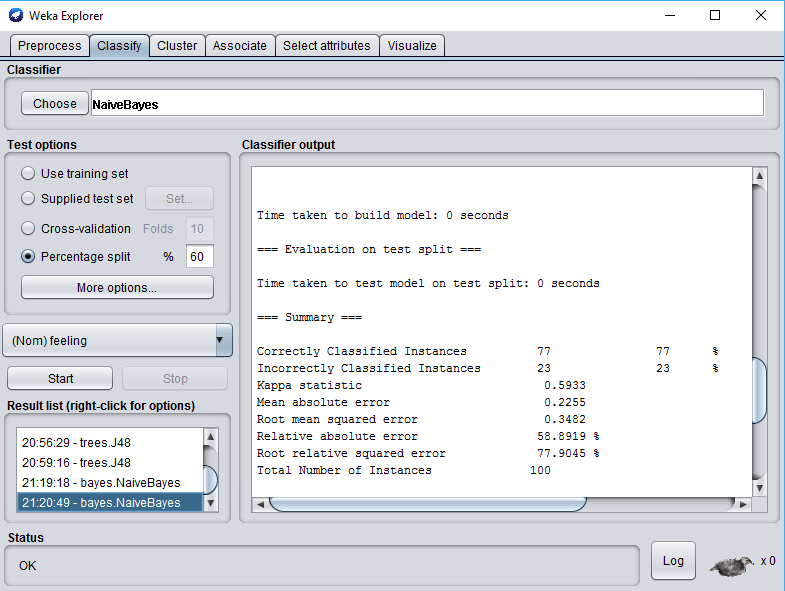 Weka Explorer
Preprocess Classify Cluster Associate Select attributes Visualize
Classifier
Choose NaiveBayes
Test options
Use training set
Supplied test set Set...
Cross-validation Folds 10
Percentage split % 60
More options...
(Nom) feeling
Start Stop
Result list (right-click for options)
20:56:29 - trees.J48
20:59:16 - trees.J48
21:19:18 - bayes.NaiveBayes
21:20:49 - bayes.NaiveBayes
Classifier output
Time taken to build model: 0 seconds
=== Evaluation on test split ===
Time taken to test model on test split: 0 seconds
=== Summary ===
Correctly Classified Instances 77 77 %
Incorrectly Classified Instances 23 23 %
Kappa statistic 0.5933
Mean absolute error 0.2255
Root mean squared error 0.3482
Relative absolute error 58.8919 %
Root relative squared error 77.9045 %
Total Number of Instances 100
Status
OK
Log x 0